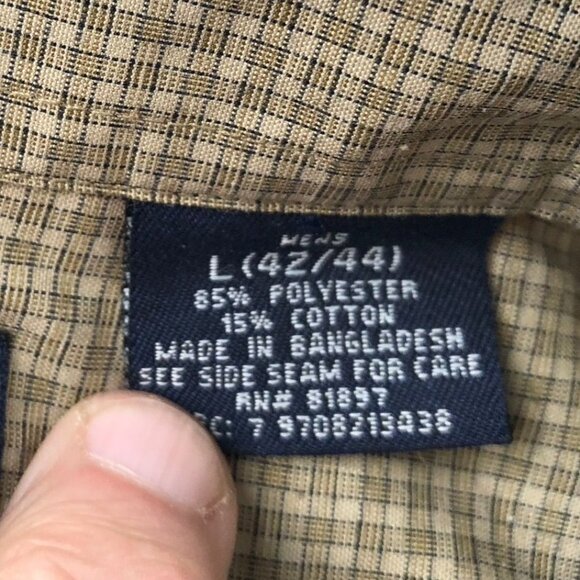 MENS
L (42/44)
85% POLYESTER
15% COTTON
MADE IN BANGLADESH
SEE SIDE SEAM FOR CARE
RN# 81897
7 9708213438